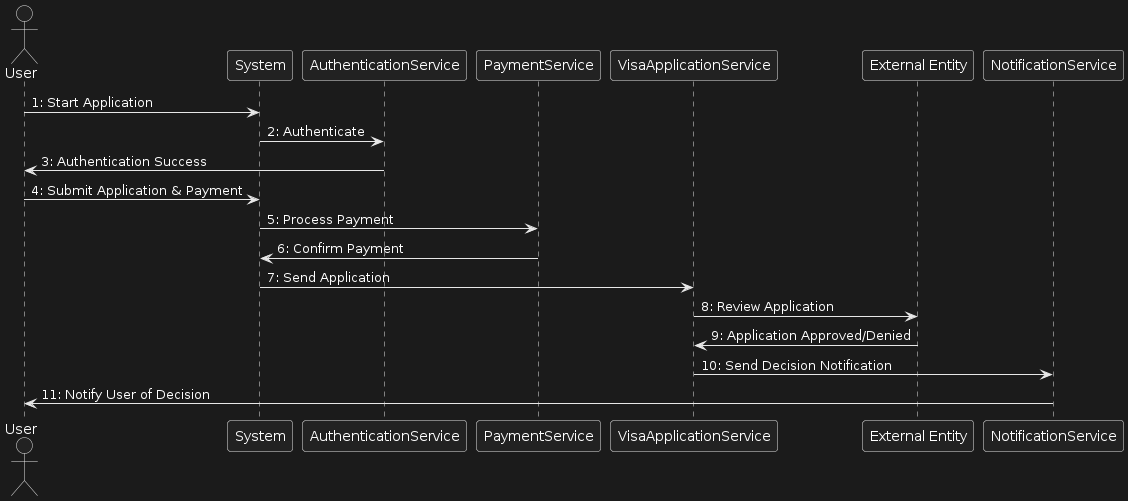 User
System
AuthenticationService
PaymentService
VisaApplicationService
External Entity
NotificationService
1: Start Application
2: Authenticate
3: Authentication Success
4: Submit Application & Payment
5: Process Payment
6: Confirm Payment
7: Send Application
8: Review Application
9: Application Approved/Denied
10: Send Decision Notification
11: Notify User of Decision
User
System
AuthenticationService
PaymentService
VisaApplicationService
External Entity
NotificationService